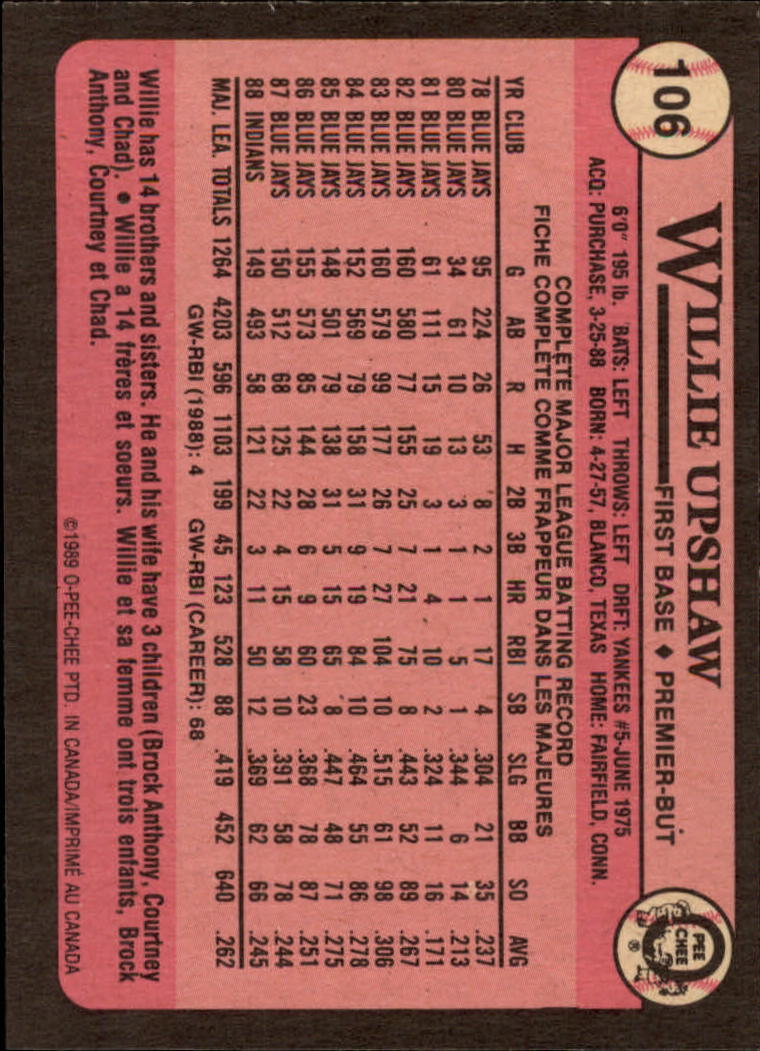 106
WILLIE UPSHAW
FIRST BASE ♦ PREMIER-BUT
PEE
CHEE
®
6'0" 195 lb. BATS: LEFT THROWS: LEFT DRFT: YANKEES #5-JUNE 1975
ACQ: PURCHASE, 3-25-88 BORN: 4-27-57, BLANCO, TEXAS HOME: FAIRFIELD, CONN.
COMPLETE MAJOR LEAGUE BATTING RECORD
FICHE COMPLÈTE COMME FRAPPEUR DANS LES MAJEURES
YR CLUB G AB R H 2B 3B HR RBI SB SLG BB SO AVG
78 BLUE JAYS 95 224 26 53 8 2 1 17 4 .304 21 35 .237
80 BLUE JAYS 34 61 10 13 3 1 1 5 1 .344 6 14 .213
81 BLUE JAYS 61 111 15 19 3 1 4 10 2 .324 11 16 .171
82 BLUE JAYS 160 580 77 155 25 7 21 75 8 .443 52 89 .267
83 BLUE JAYS 160 579 99 177 26 7 27 104 10 .515 61 98 .306
84 BLUE JAYS 152 569 79 158 31 9 19 84 10 .464 55 86 .278
85 BLUE JAYS 148 501 79 138 31 5 15 65 8 .447 48 71 .275
86 BLUE JAYS 155 573 85 144 28 6 9 60 23 .368 78 87 .251
87 BLUE JAYS 150 512 68 125 22 4 15 58 10 .391 58 78 .244
88 INDIANS 149 493 58 121 22 3 11 50 12 .369 62 66 .245
MAJ. LEA. TOTALS 1264 4203 596 1103 199 45 123 528 88 .419 452 640 .262
GW-RBI (1988): 4 GW-RBI (CAREER): 68
Willie has 14 brothers and sisters. He and his wife have 3 children (Brock Anthony, Courtney
and Chad). ● Willie a 14 frères et soeurs. Willie et sa femme ont trois enfants, Brock
Anthony, Courtney et Chad.
©1989 O-PEE-CHEE PTD. IN CANADA/IMPRIMÉ AU CANADA